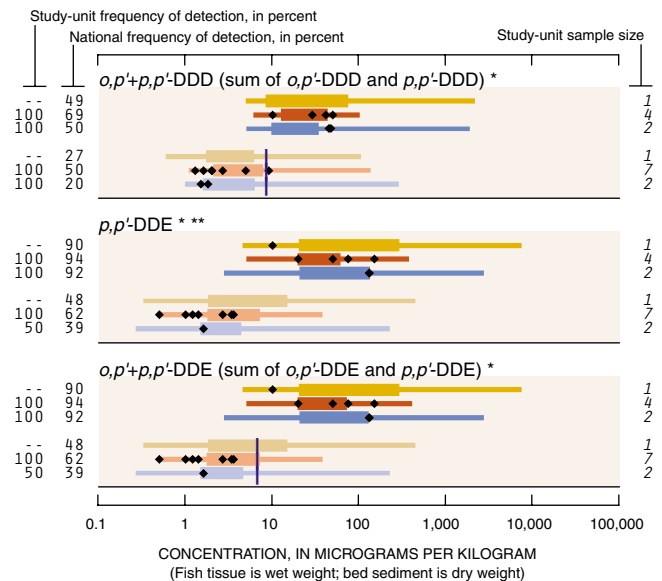 Study-unit frequency of detection, in percent
National frequency of detection, in percent
Study-unit sample size
o,p'+p,p'-DDD (sum of o,p'-DDD and p,p'-DDD) *
-- 49 1
100 69 4
100 50 2
-- 27 1
100 50 7
100 20 2
p,p'-DDE * **
-- 90 1
100 94 4
100 92 2
-- 48 1
100 62 7
50 39 2
o,p'+p,p'-DDE (sum of o,p'-DDE and p,p'-DDE) *
-- 90 1
100 94 4
100 92 2
-- 48 1
100 62 7
50 39 2
0.1 1 10 100 1,000 10,000 100,000
CONCENTRATION, IN MICROGRAMS PER KILOGRAM
(Fish tissue is wet weight; bed sediment is dry weight)